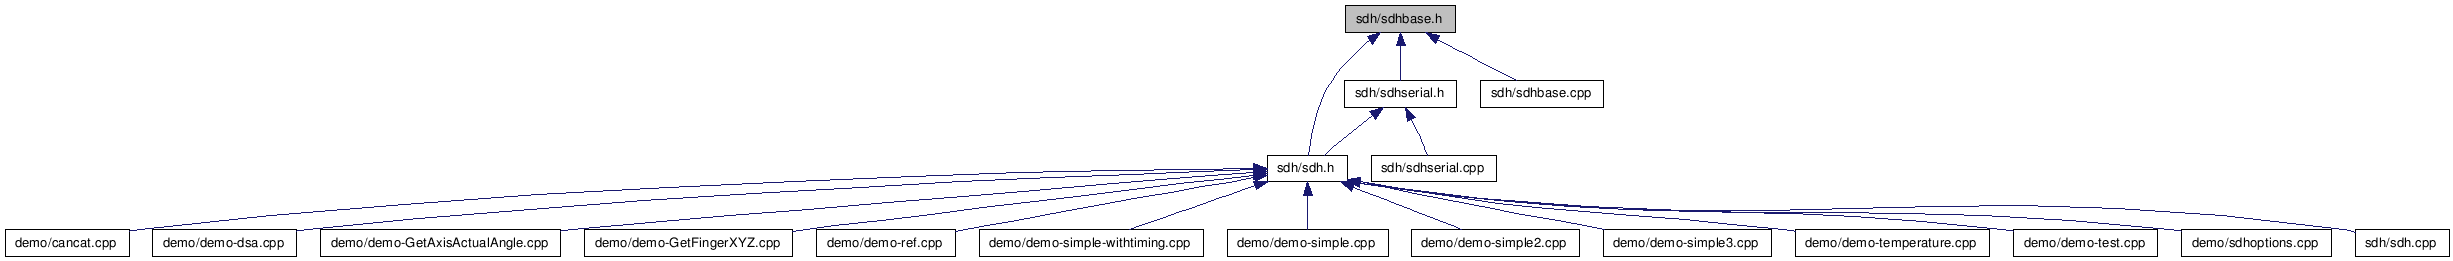 sdh/sdhbase.h
sdh/sdhserial.h
sdh/sdhbase.cpp
sdh/sdh.h
sdh/sdhserial.cpp
demo/cancat.cpp
demo/demo-dsa.cpp
demo/demo-GetAxisActualAngle.cpp
demo/demo-GetFingerXYZ.cpp
demo/demo-ref.cpp
demo/demo-simple-withtiming.cpp
demo/demo-simple.cpp
demo/demo-simple2.cpp
demo/demo-simple3.cpp
demo/demo-temperature.cpp
demo/demo-test.cpp
demo/sdhoptions.cpp
sdh/sdh.cpp